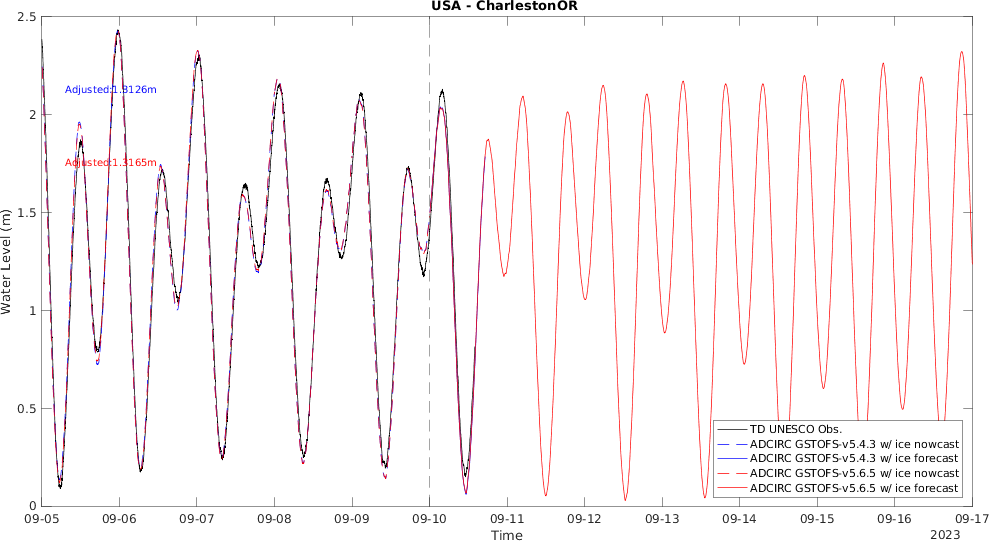 USA - CharlestonOR
2.5
2
1.5
1
0.5
0
Water Level (m)
Adjusted:1.3126m
Adjusted:1.3165m
TD UNESCO Obs.
ADCIRC GSTOFS-v5.4.3 w/ ice nowcast
ADCIRC GSTOFS-v5.4.3 w/ ice forecast
ADCIRC GSTOFS-v5.6.5 w/ ice nowcast
ADCIRC GSTOFS-v5.6.5 w/ ice forecast
09-05 09-06 09-07 09-08 09-09 09-10 09-11 09-12 09-13 09-14 09-15 09-16 09-17
Time
2023